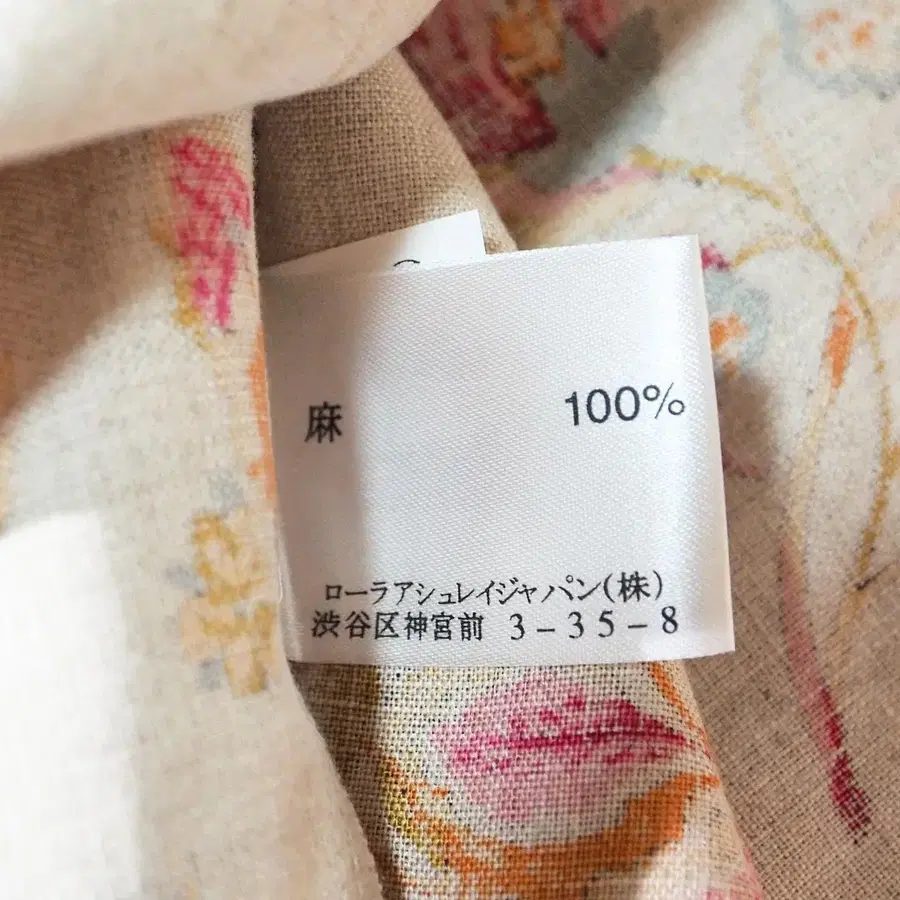 麻 100%
ローラアシュレイジャパン(株)
渋谷区神宮前 3-35-8